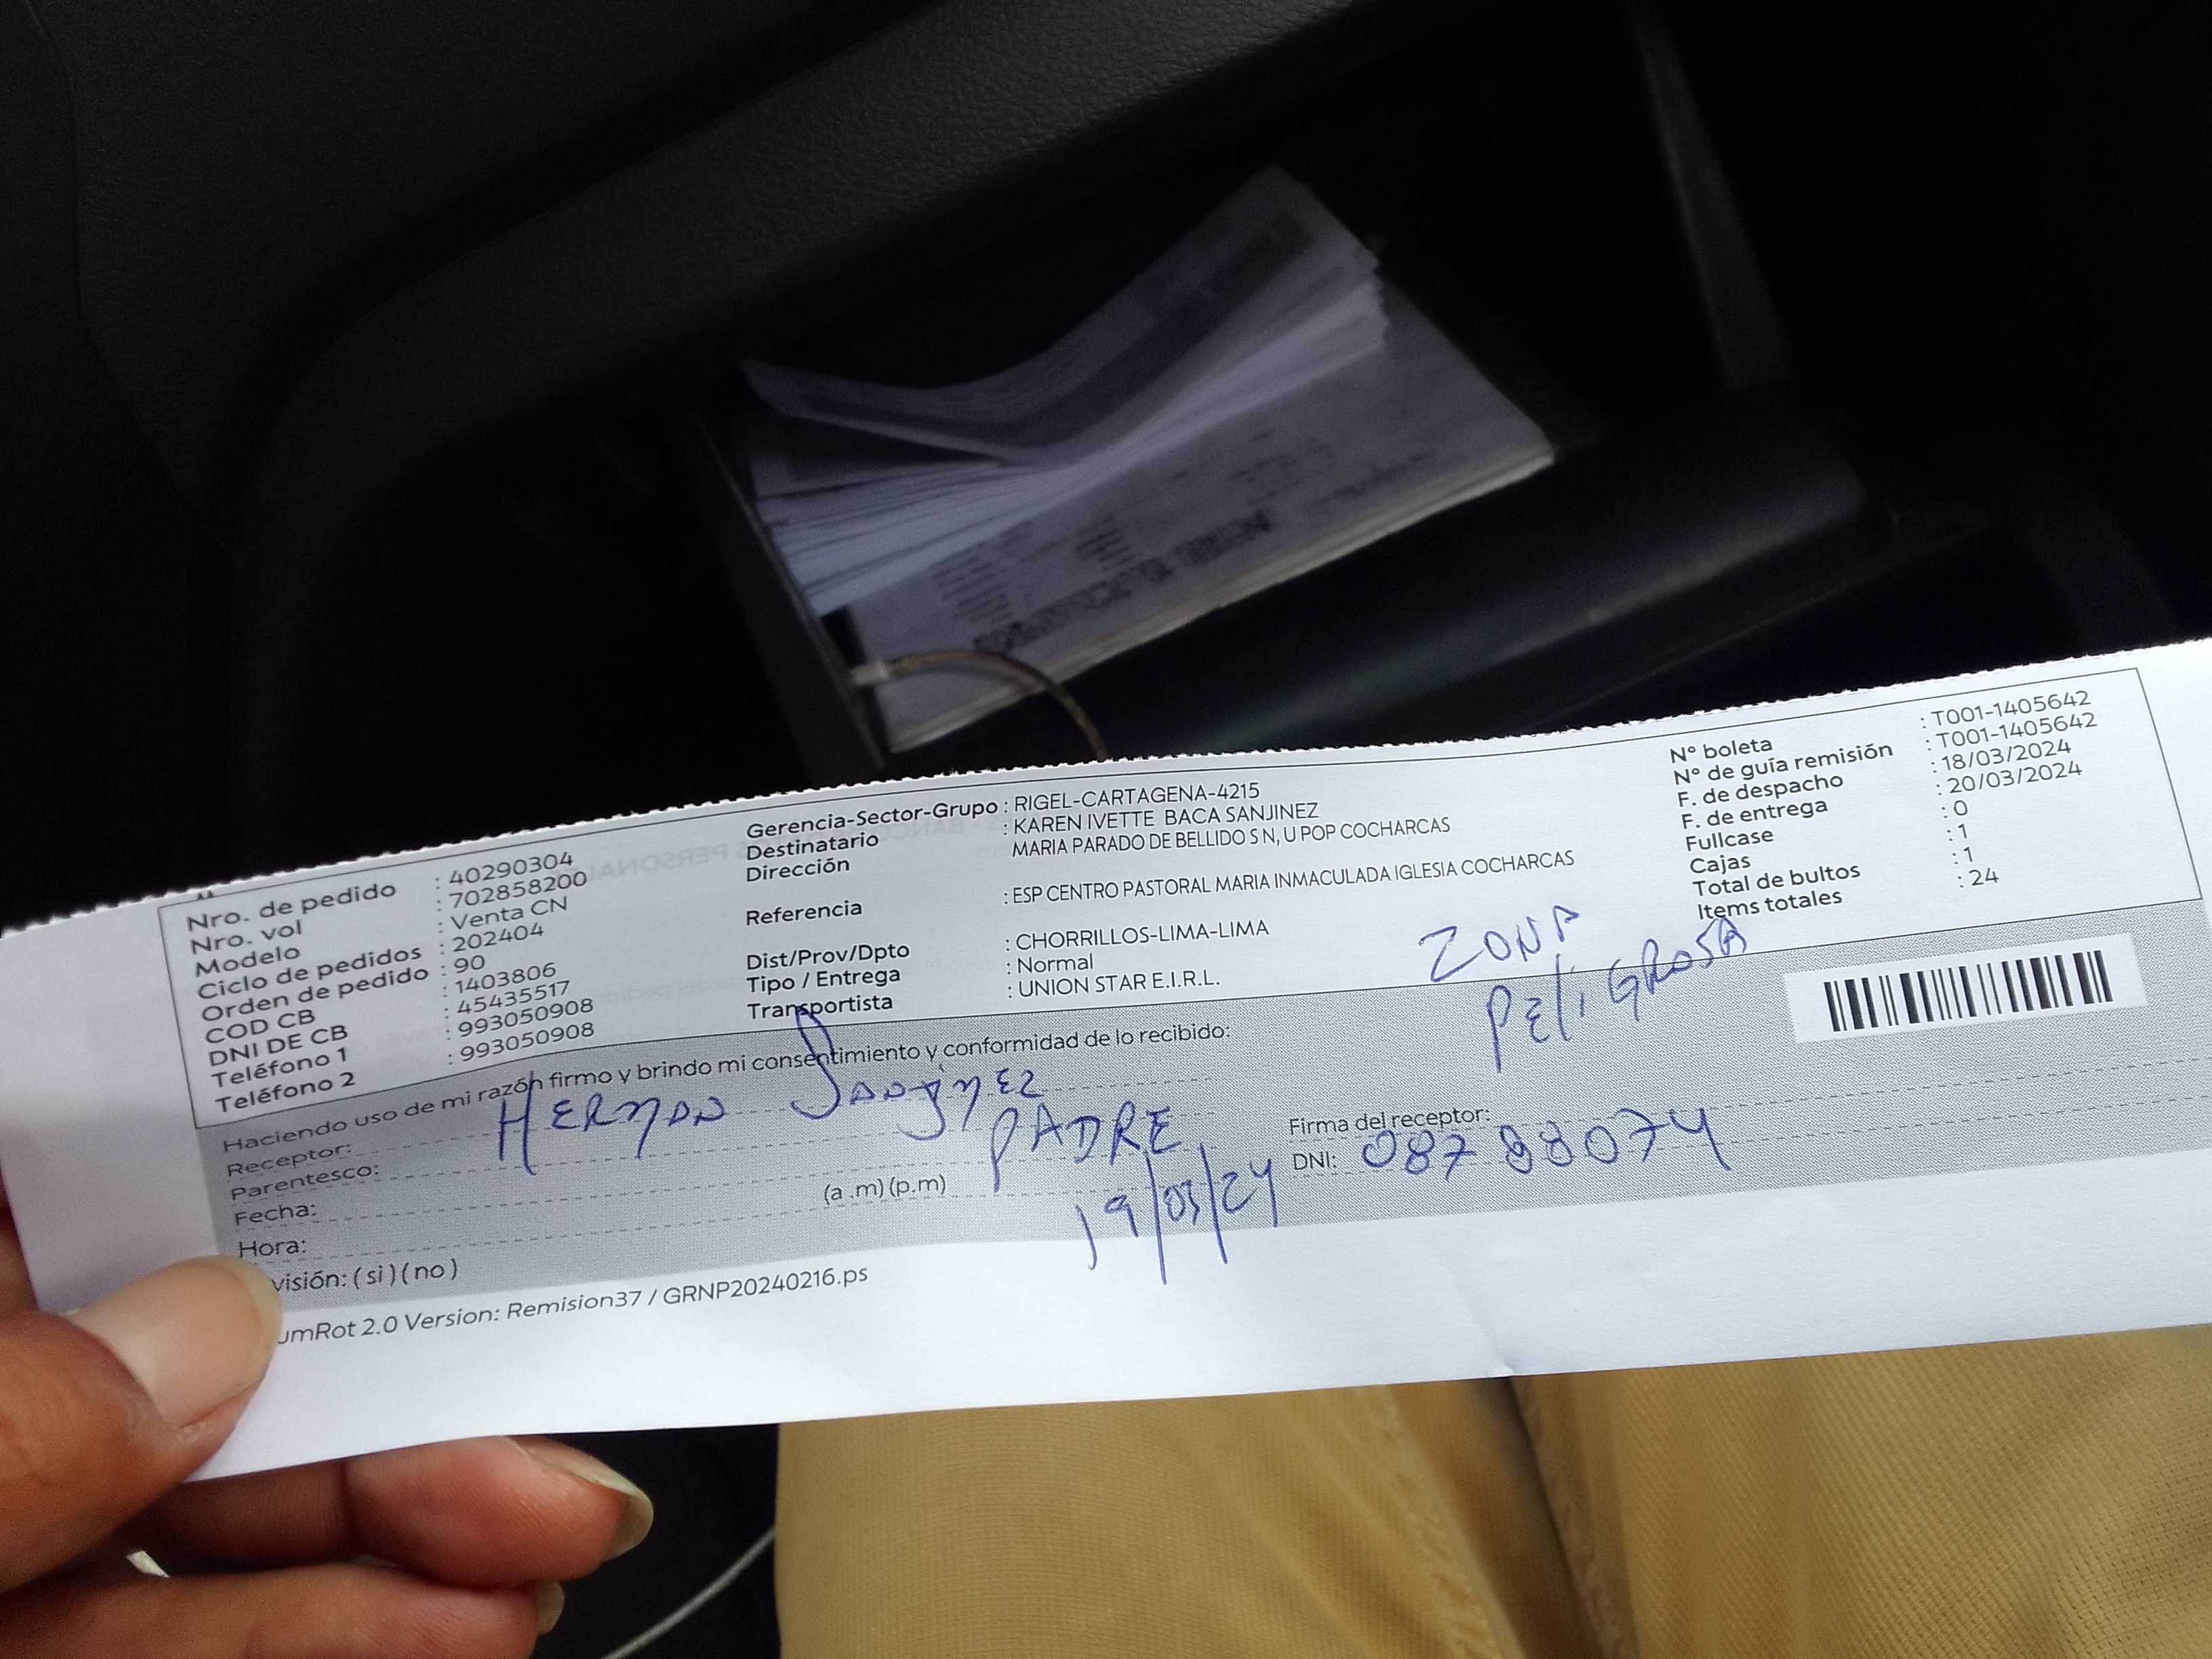 Nro. de pedido : 40290304
Nro. vol : 702858200
Modelo : Venta CN
Ciclo de pedidos : 202404
Orden de pedido : 90
COD CB : 1403806
DNI DE CB : 45435517
Teléfono 1 : 993050908
Teléfono 2 : 993050908
Gerencia-Sector-Grupo : RIGEL-CARTAGENA-4215
Destinatario : KAREN IVETTE BACA SANJINEZ
Dirección MARIA PARADO DE BELLIDO S N, U POP COCHARCAS
Referencia : ESP CENTRO PASTORAL MARIA INMACULADA IGLESIA COCHARCAS
Dist/Prov/Dpto : CHORRILLOS-LIMA-LIMA
Tipo / Entrega : Normal
Transportista : UNION STAR E.I.R.L.
N° boleta : T001-1405642
N° de guía remisión : T001-1405642
F. de despacho : 18/03/2024
F. de entrega : 20/03/2024
Fullcase : 0
Cajas : 1
Total de bultos : 1
Items totales : 24
ZONA
PEliGROSA
Haciendo uso de mi razón firmo y brindo mi consentimiento y conformidad de lo recibido:
Receptor: HERNAN Sanjinez
Parentesco: PADRE
Fecha: 19/03/24
Hora: (a .m) (p.m)
visión: ( si ) ( no )
Firma del receptor:
DNI: 08798074
umRot 2.0 Version: Remision37 / GRNP20240216.ps